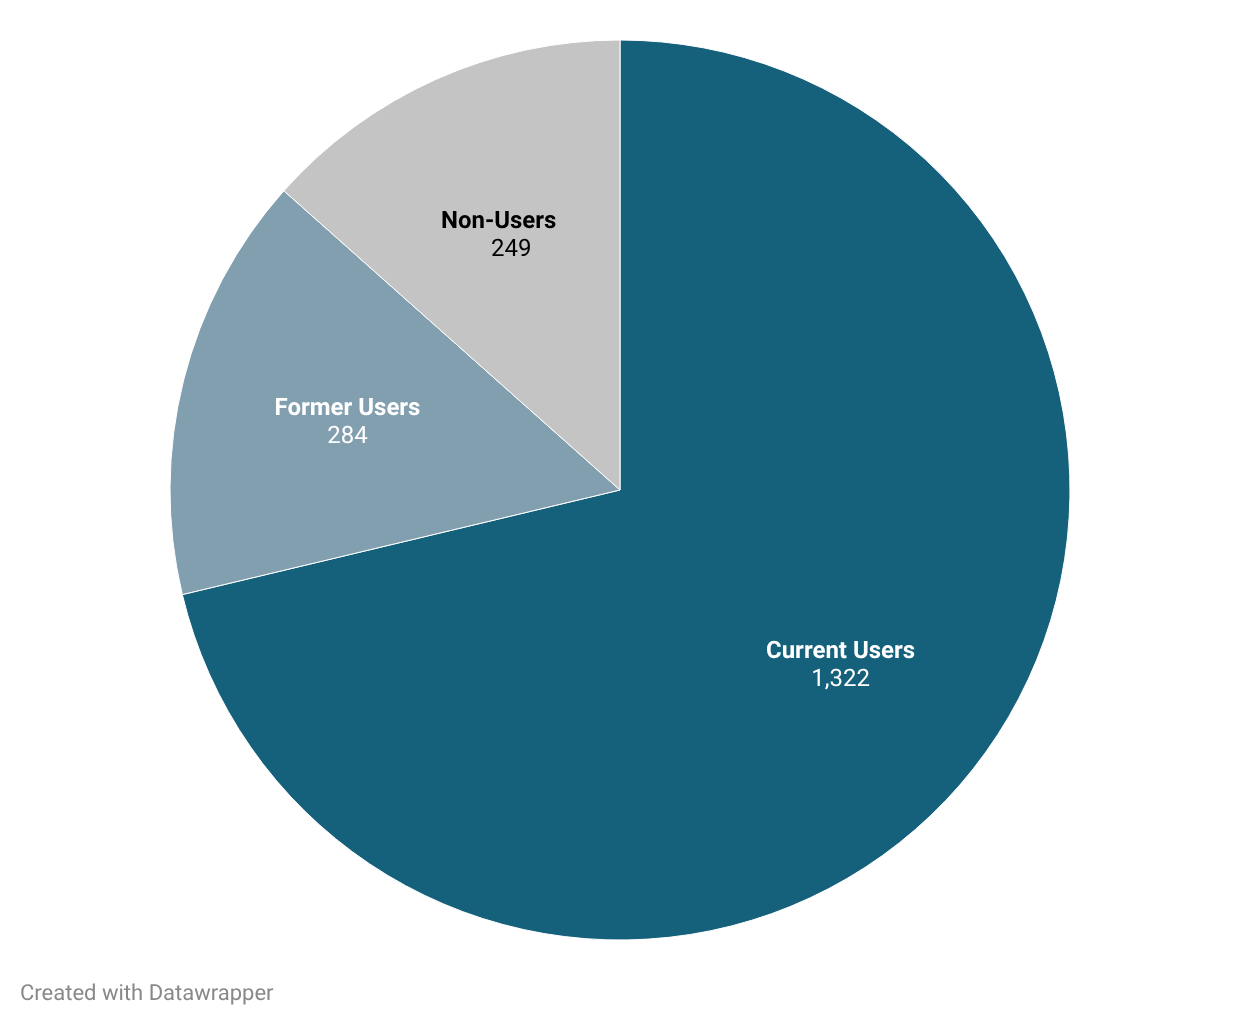 Non-Users
249
Former Users
284
Current Users
1,322
Created with Datawrapper